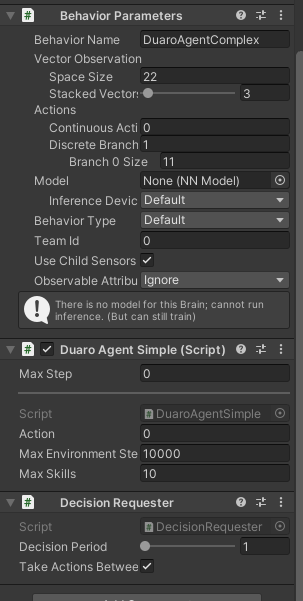 Behavior Parameters
Behavior Name DuaroAgentComplex
Vector Observation
Space Size 22
Stacked Vectors 3
Actions
Continuous Acti 0
Discrete Branch 1
Branch 0 Size 11
Model None (NN Model)
Inference Devic Default
Behavior Type Default
Team Id 0
Use Child Sensors
Observable Attribu Ignore
There is no model for this Brain; cannot run
inference. (But can still train)
Duaro Agent Simple (Script)
Max Step 0
Script DuaroAgentSimple
Action 0
Max Environment Ste 10000
Max Skills 10
Decision Requester
Script DecisionRequester
Decision Period 1
Take Actions Betwee